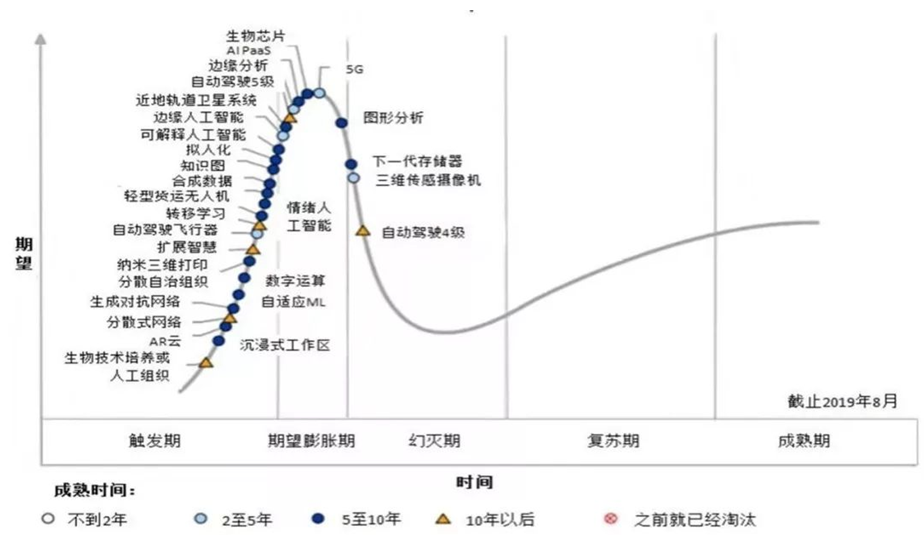 生物芯片
AI PaaS
边缘分析
5G
自动驾驶5级
近地轨道卫星系统
边缘人工智能
图形分析
可解释人工智能
拟人化
下一代存储器
知识图
三维传感摄像机
合成数据
轻型货运无人机
情绪人
工智能
转移学习
自动驾驶飞行器
自动驾驶4级
扩展智慧
期
望
纳米三维打印
分散自治组织
数字运算
生成对抗网络
自适应ML
分散式网络
AR云
沉浸式工作区
生物技术培养或
人工组织
截止2019年8月
触发期
期望膨胀期
幻灭期
复苏期
成熟期
时间
成熟时间：
不到2年
2至5年
5至10年
10年以后
之前就已经淘汰